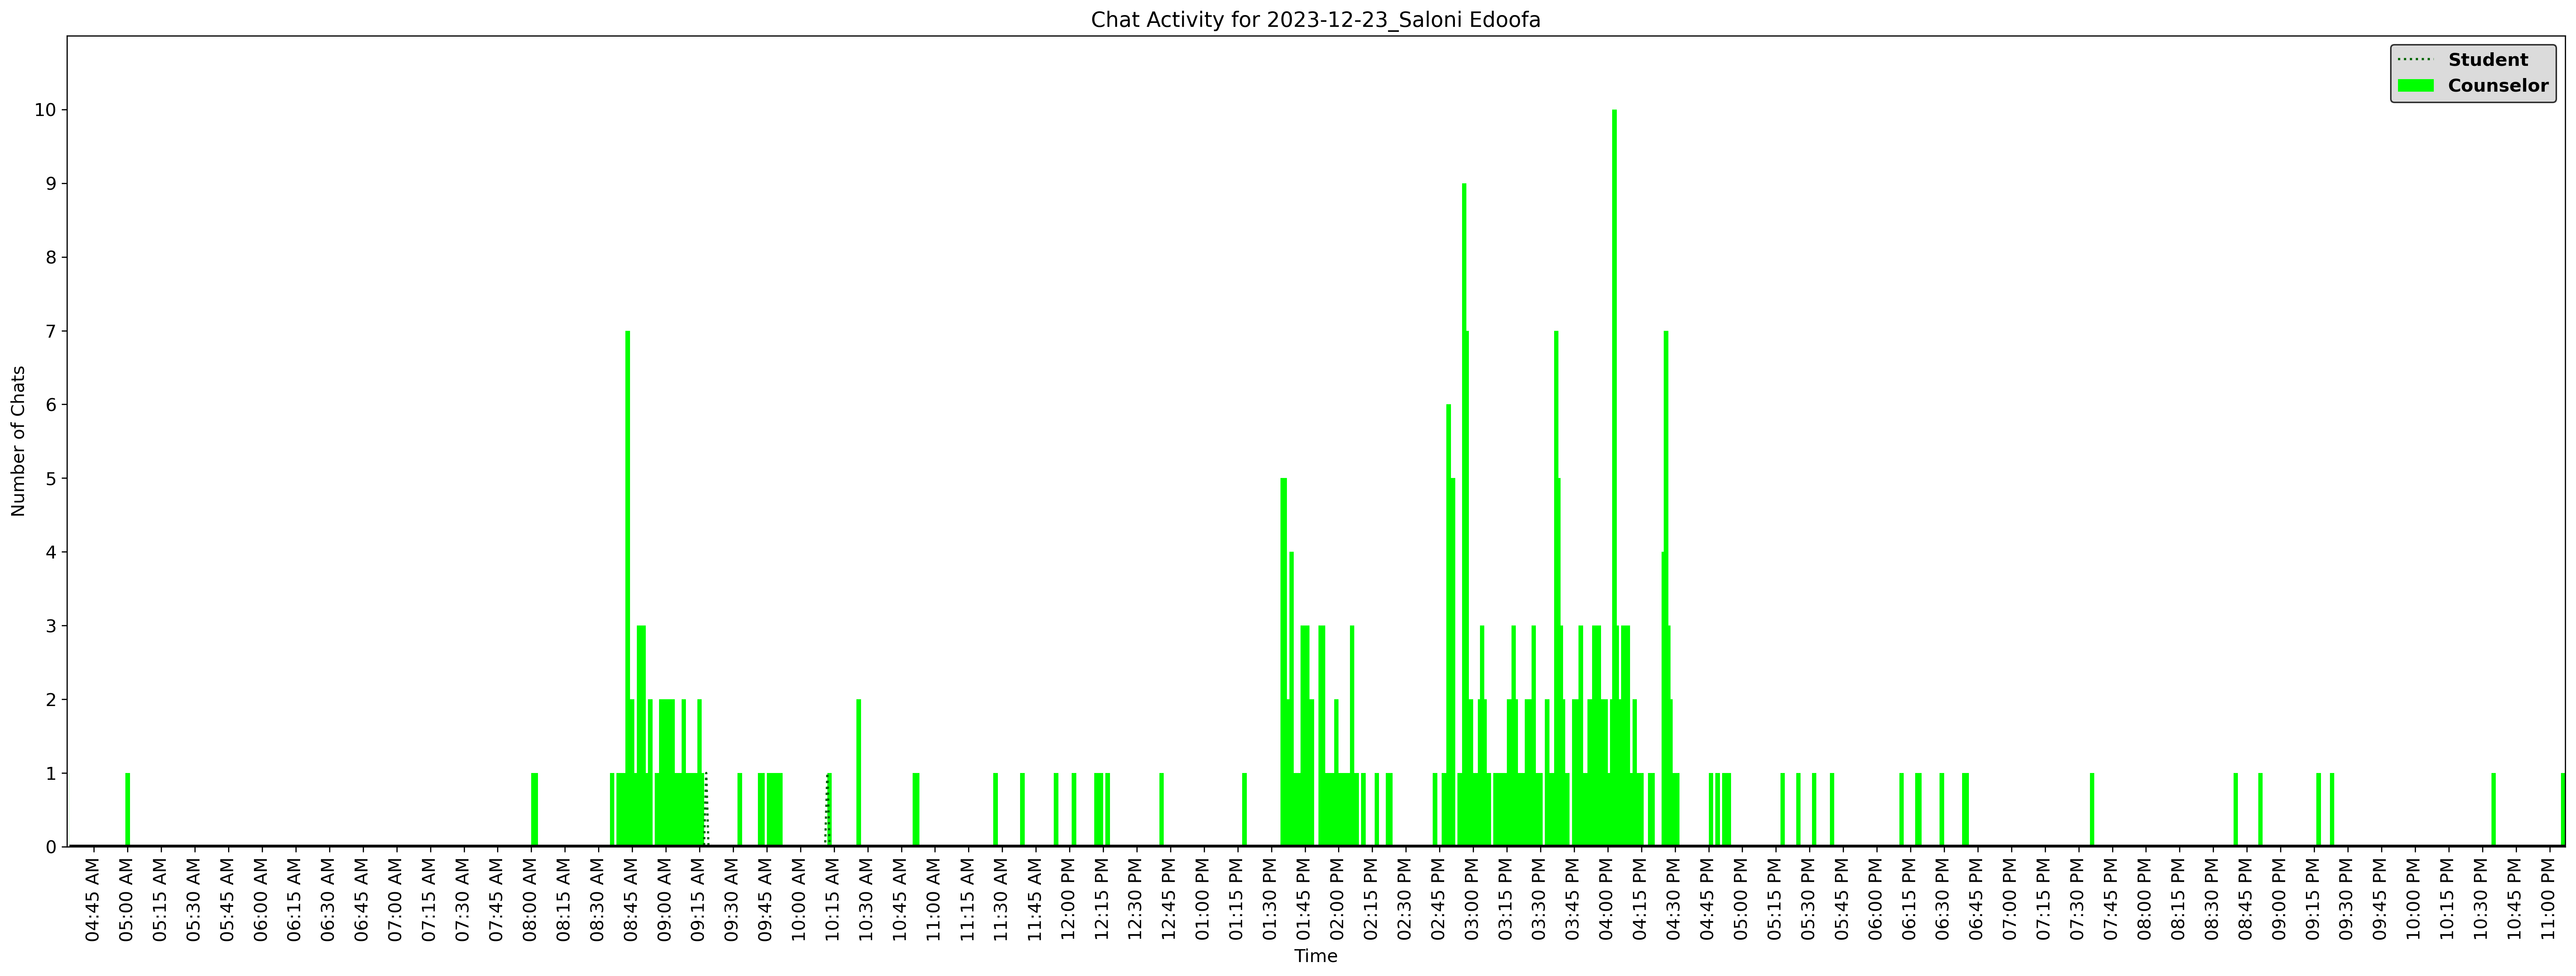 Chat Activity for 2023-12-23_Saloni Edoofa
Student
Counselor
Number of Chats
10
9
8
7
6
5
4
3
2
1
0
04:45 AM
05:00 AM
05:15 AM
05:30 AM
05:45 AM
06:00 AM
06:15 AM
06:30 AM
06:45 AM
07:00 AM
07:15 AM
07:30 AM
07:45 AM
08:00 AM
08:15 AM
08:30 AM
08:45 AM
09:00 AM
09:15 AM
09:30 AM
09:45 AM
10:00 AM
10:15 AM
10:30 AM
10:45 AM
11:00 AM
11:15 AM
11:30 AM
11:45 AM
12:00 PM
12:15 PM
12:30 PM
12:45 PM
01:00 PM
01:15 PM
01:30 PM
01:45 PM
02:00 PM
02:15 PM
02:30 PM
02:45 PM
03:00 PM
03:15 PM
03:30 PM
03:45 PM
04:00 PM
04:15 PM
04:30 PM
04:45 PM
05:00 PM
05:15 PM
05:30 PM
05:45 PM
06:00 PM
06:15 PM
06:30 PM
06:45 PM
07:00 PM
07:15 PM
07:30 PM
07:45 PM
08:00 PM
08:15 PM
08:30 PM
08:45 PM
09:00 PM
09:15 PM
09:30 PM
09:45 PM
10:00 PM
10:15 PM
10:30 PM
10:45 PM
11:00 PM
Time